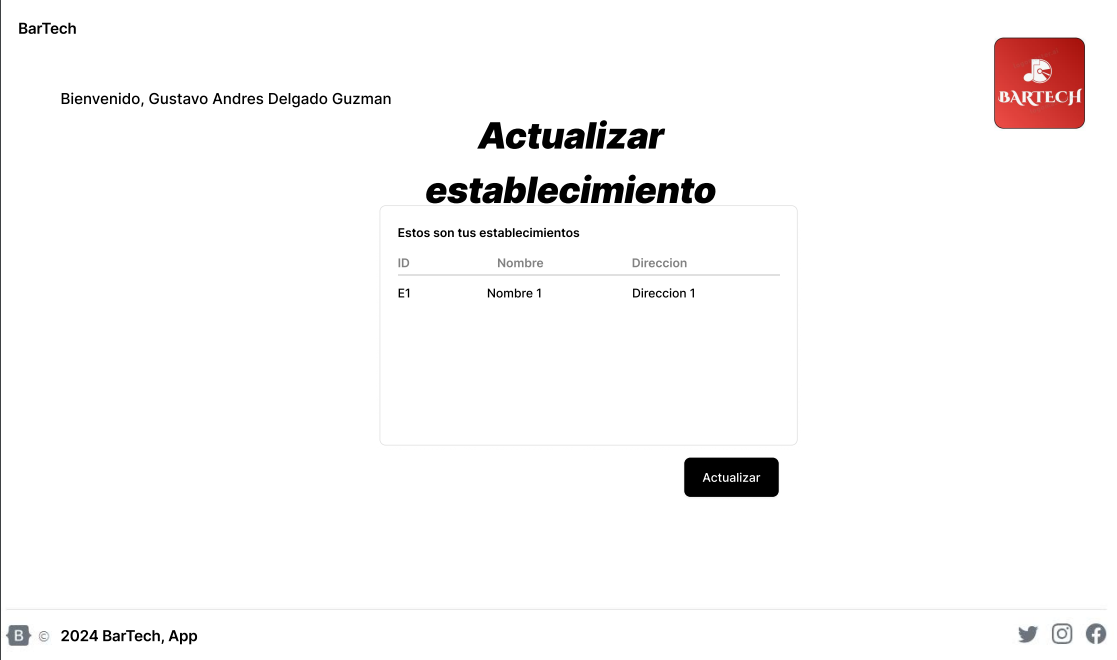 BarTech
BARTECH
Bienvenido, Gustavo Andres Delgado Guzman
Actualizar
establecimiento
Estos son tus establecimientos
ID Nombre Direccion
E1 Nombre 1 Direccion 1
Actualizar
B © 2024 BarTech, App